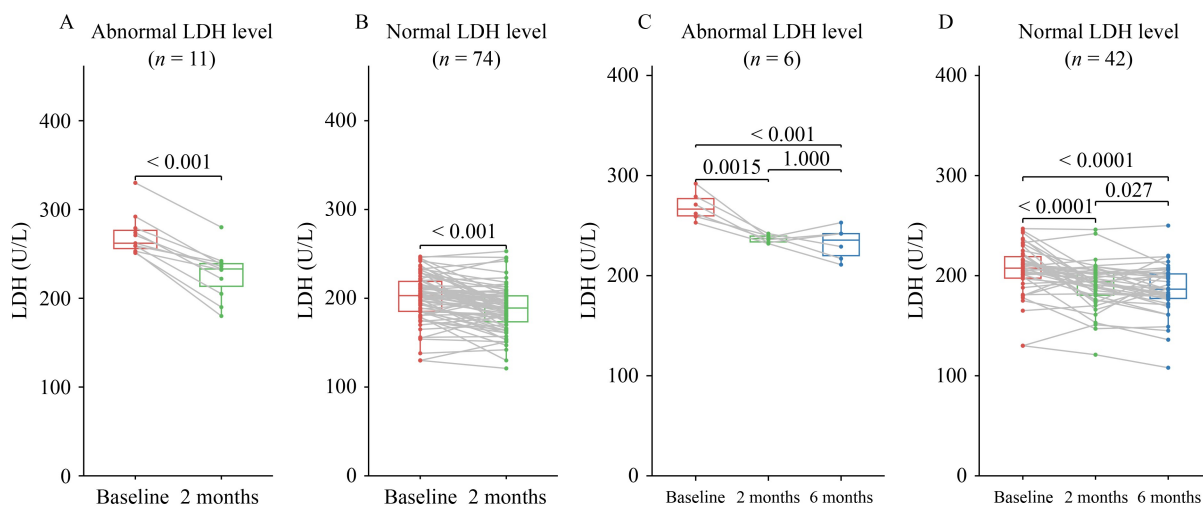 A
Abnormal LDH level
(n = 11)
LDH (U/L)
400
300
200
100
0
< 0.001
Baseline 2 months
B
Normal LDH level
(n = 74)
LDH (U/L)
400
300
200
100
0
< 0.001
Baseline 2 months
C
Abnormal LDH level
(n = 6)
LDH (U/L)
400
300
200
100
0
< 0.001
0.0015 1.000
Baseline 2 months 6 months
D
Normal LDH level
(n = 42)
LDH (U/L)
400
300
200
100
0
< 0.0001
0.027
< 0.0001
Baseline 2 months 6 months